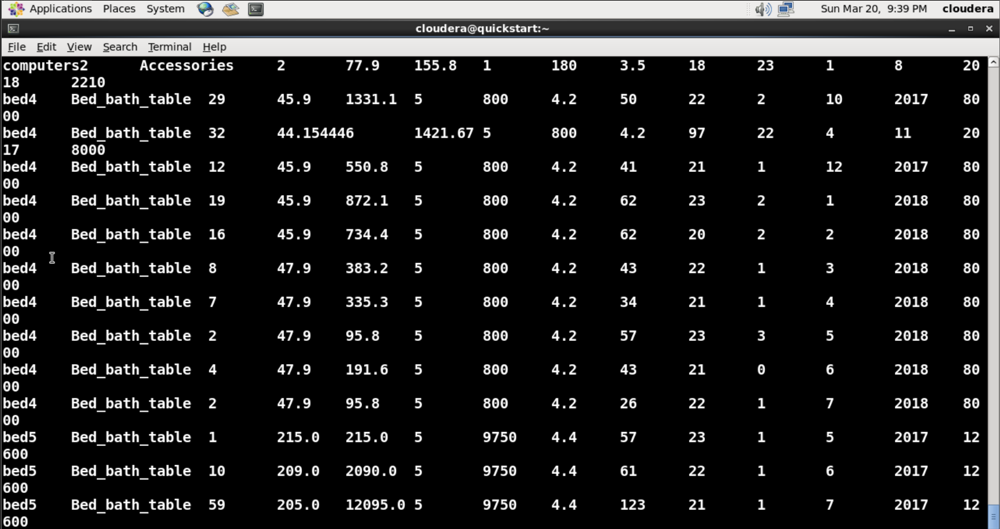 Applications Places System Sun Mar 20, 9:39 PM cloudera
cloudera@quickstart:~
File Edit View Search Terminal Help
computers2 Accessories 2 77.9 155.8 1 180 3.5 18 23 1 8 20
18 2210
bed4 Bed_bath_table 29 45.9 1331.1 5 800 4.2 50 22 2 10 2017 80
00
bed4 Bed_bath_table 32 44.154446 1421.67 5 800 4.2 97 22 4 11 20
17 8000
bed4 Bed_bath_table 12 45.9 550.8 5 800 4.2 41 21 1 12 2017 80
00
bed4 Bed_bath_table 19 45.9 872.1 5 800 4.2 62 23 2 1 2018 80
00
bed4 Bed_bath_table 16 45.9 734.4 5 800 4.2 62 20 2 2 2018 80
00
bed4 Bed_bath_table 8 47.9 383.2 5 800 4.2 43 22 1 3 2018 80
00
bed4 Bed_bath_table 7 47.9 335.3 5 800 4.2 34 21 1 4 2018 80
00
bed4 Bed_bath_table 2 47.9 95.8 5 800 4.2 57 23 3 5 2018 80
00
bed4 Bed_bath_table 4 47.9 191.6 5 800 4.2 43 21 0 6 2018 80
00
bed4 Bed_bath_table 2 47.9 95.8 5 800 4.2 26 22 1 7 2018 80
00
bed5 Bed_bath_table 1 215.0 215.0 5 9750 4.4 57 23 1 5 2017 12
600
bed5 Bed_bath_table 10 209.0 2090.0 5 9750 4.4 61 22 1 6 2017 12
600
bed5 Bed_bath_table 59 205.0 12095.0 5 9750 4.4 123 21 1 7 2017 12
600